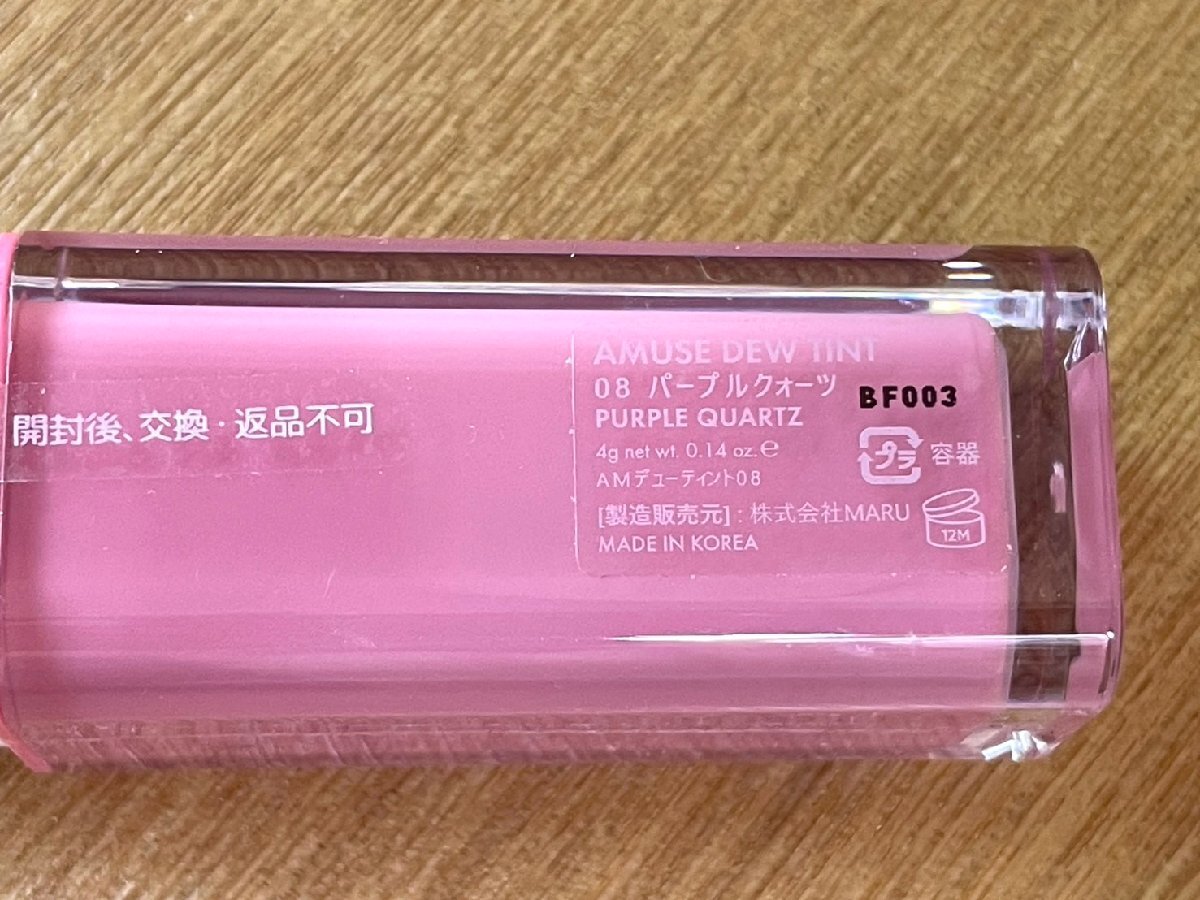 開封後、交換・返品不可
AMUSE DEW TINT
08 パープルクォーツ
BF003
PURPLE QUARTZ
4g net wt. 0.14 oz. ℮
プラ 容器
AMデューティント08
[製造販売元] : 株式会社MARU
12M
MADE IN KOREA